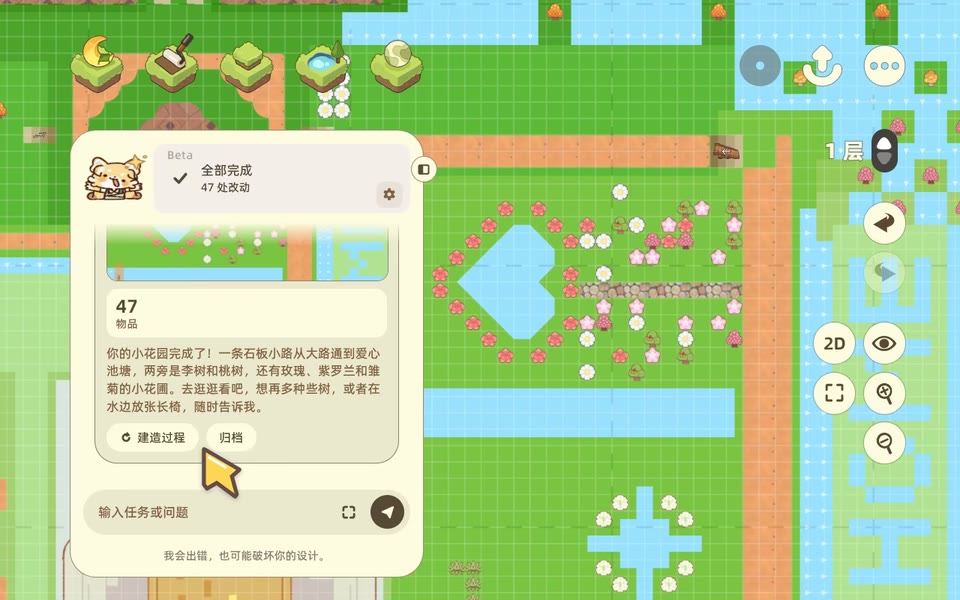 Beta
全部完成
47 处改动
1 层
47
物品
2D
你的小花园完成了！一条石板小路从大路通到爱心
池塘，两旁是李树和桃树，还有玫瑰、紫罗兰和雏
菊的小花圃。去逛逛看吧，想再多种些树，或者在
水边放张长椅，随时告诉我。
建造过程
归档
输入任务或问题
我会出错，也可能破坏你的设计。